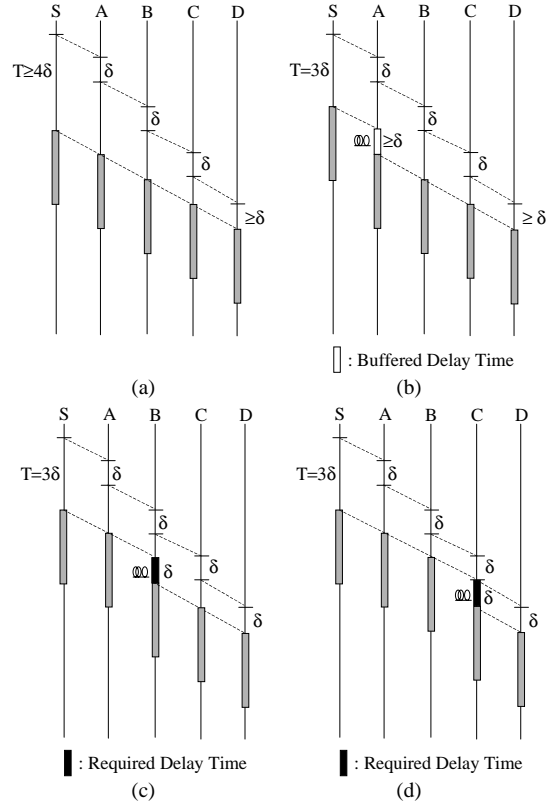 S A B C D
T≥4δ
δ
δ
δ
≥δ
(a)
S A B C D
T=3δ
δ
≥δ
δ
δ
≥δ
: Buffered Delay Time
(b)
S A B C D
T=3δ
δ
δ
δ
δ
δ
: Required Delay Time
(c)
S A B C D
T=3δ
δ
δ
δ
δ
δ
: Required Delay Time
(d)